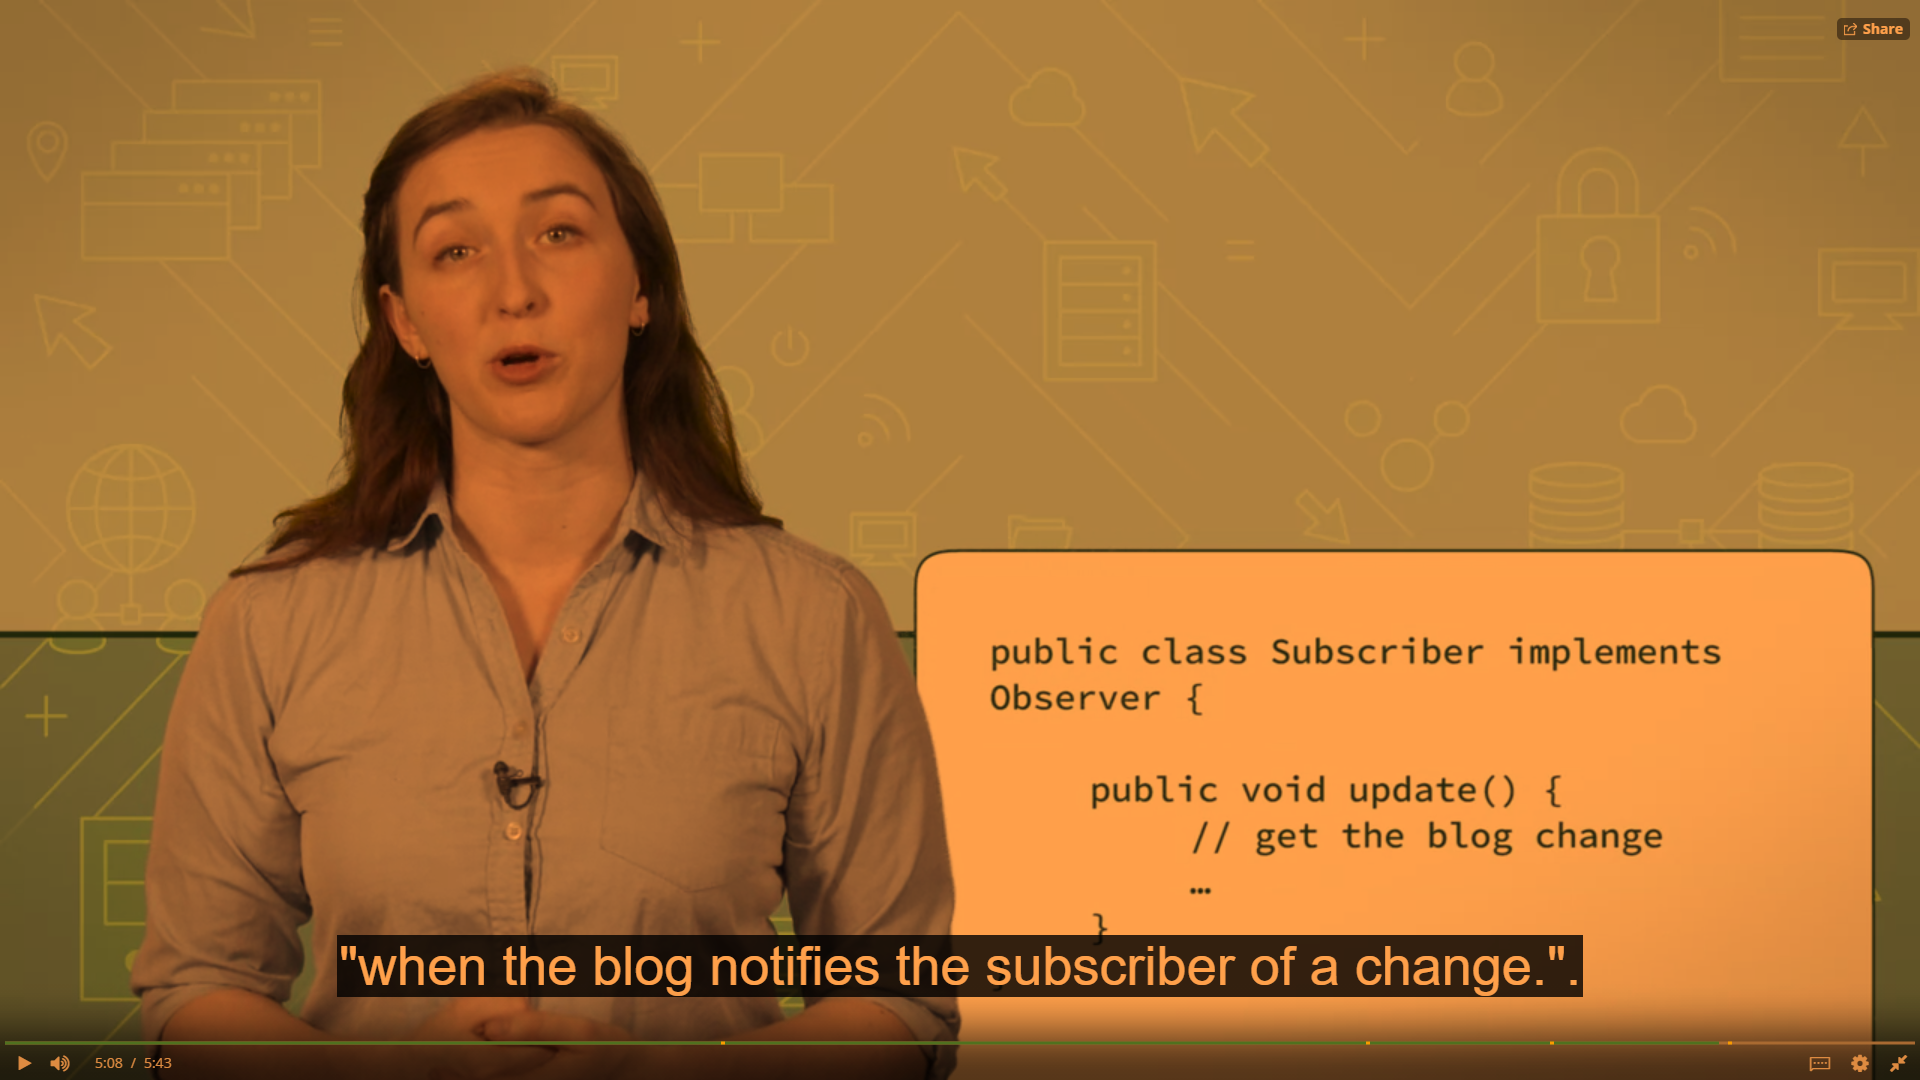 Share
public class Subscriber implements
Observer {
public void update() {
// get the blog change
…
}
"when the blog notifies the subscriber of a change.".
5:08 / 5:43